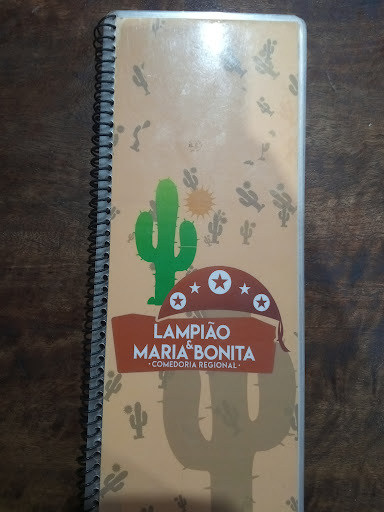 LAMPIÃO
& MARIA BONITA
• COMEDORIA REGIONAL •